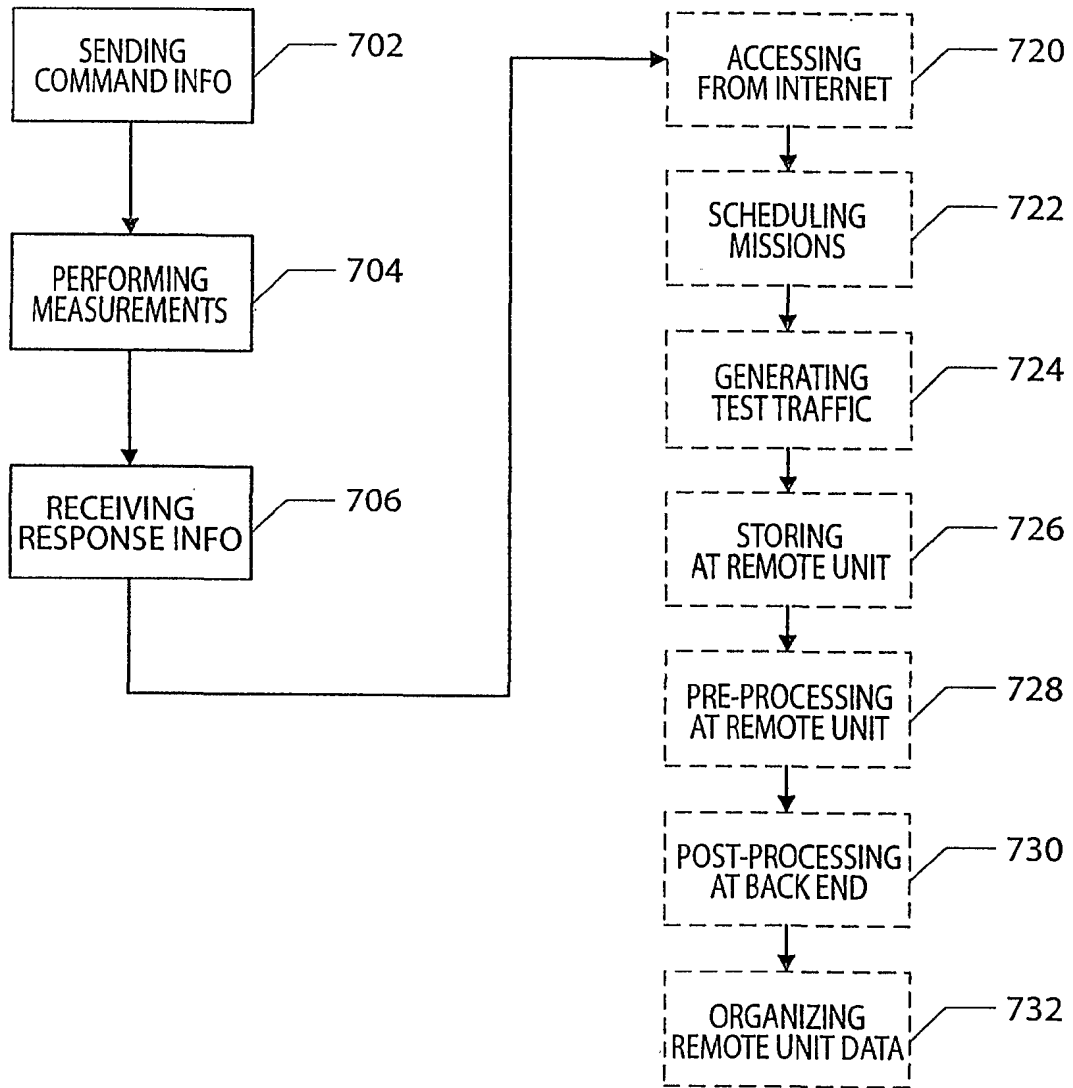 SENDING
COMMAND INFO
702
PERFORMING
MEASUREMENTS
704
RECEIVING
RESPONSE INFO
706
ACCESSING
FROM INTERNET
720
SCHEDULING
MISSIONS
722
GENERATING
TEST TRAFFIC
724
STORING
AT REMOTE UNIT
726
PRE-PROCESSING
AT REMOTE UNIT
728
POST-PROCESSING
AT BACK END
730
ORGANIZING
REMOTE UNIT DATA
732